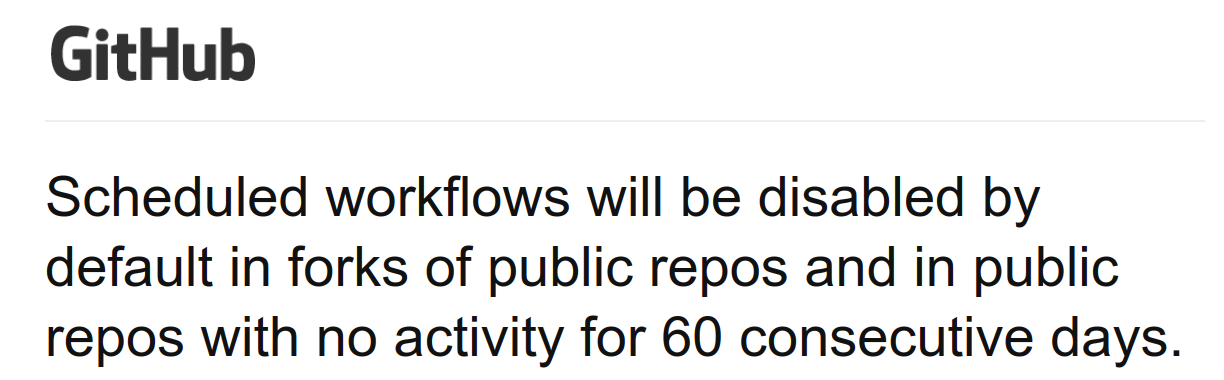 GitHub
Scheduled workflows will be disabled by
default in forks of public repos and in public
repos with no activity for 60 consecutive days.